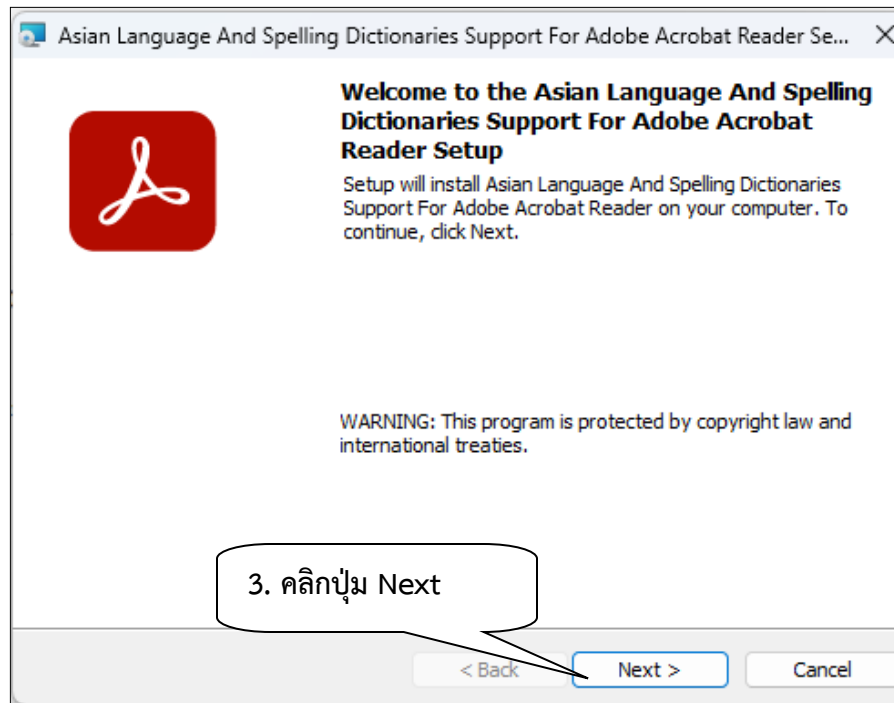 Asian Language And Spelling Dictionaries Support For Adobe Acrobat Reader Se...
Welcome to the Asian Language And Spelling
Dictionaries Support For Adobe Acrobat
Reader Setup
Setup will install Asian Language And Spelling Dictionaries
Support For Adobe Acrobat Reader on your computer. To
continue, click Next.
WARNING: This program is protected by copyright law and
international treaties.
3. คลิกปุ่ม Next
< Back Next > Cancel